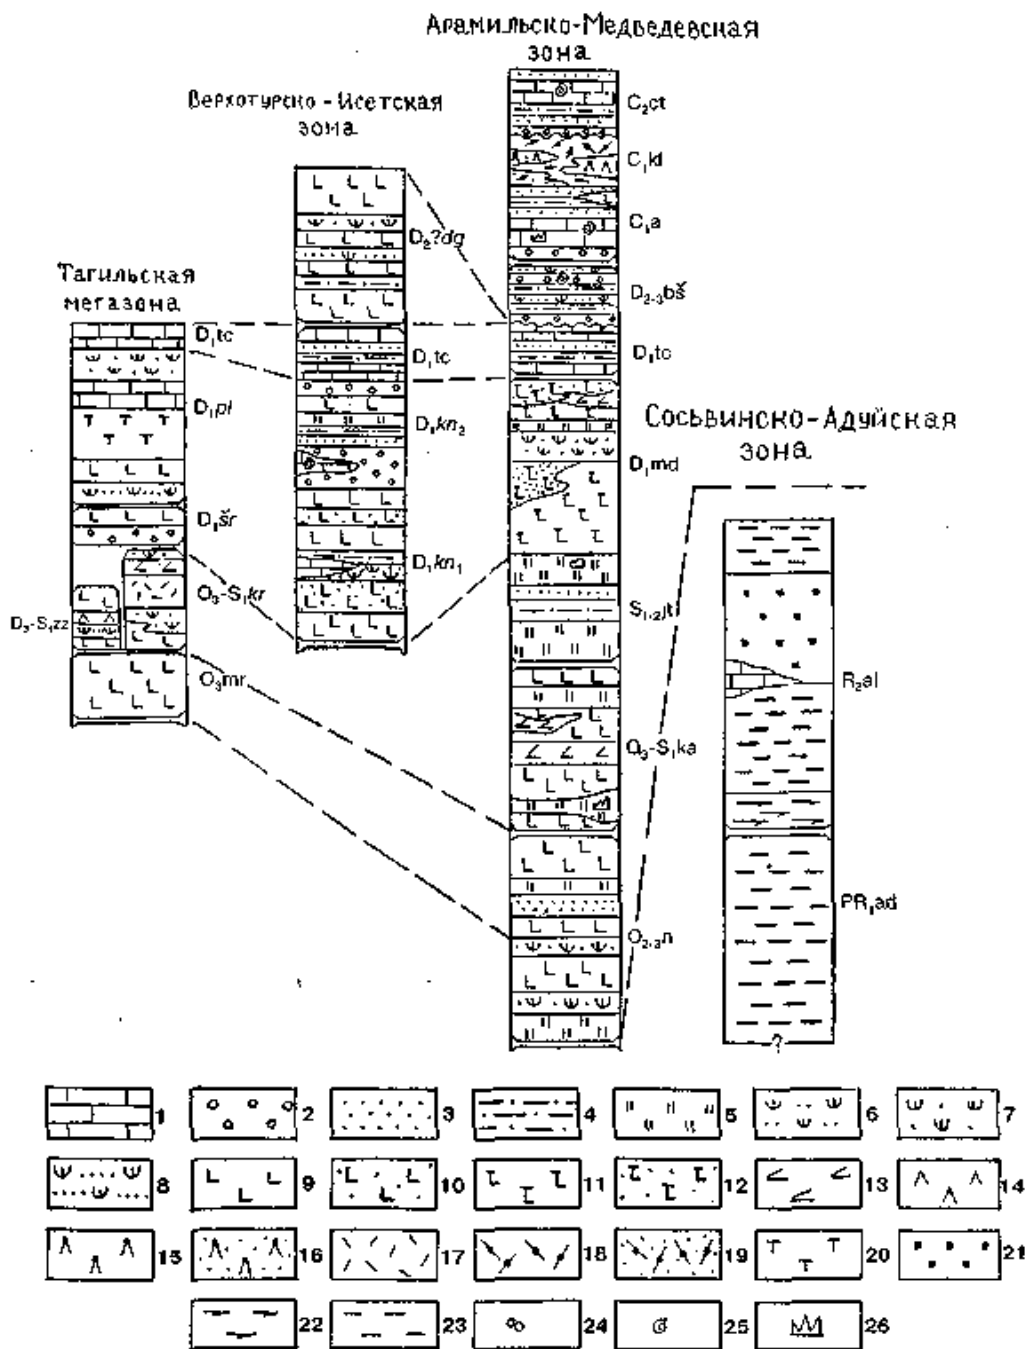 Арамильско-Медведевская
зона
Верхотурско-Исетская
зона
Тагильская
мегазона
Сосьвинско-Адуйская
зона
C₂ct
C₁kl
C₁a
D₂₋₃bš
D₁tc
D₁md
S₁₋₂jt
O₃-S₁ka
O₂₋₃n
D₂?dg
D₁tc
D₁kn₂
D₁kn₁
D₁tc
D₁pl
D₁šr
O₃-S₁kr
D₃-S₁zz
O₃mr
R₂al
PR₁ad
?
1 2 3 4 5 6 7
8 9 10 11 12 13 14
15 16 17 18 19 20 21
22 23 24 25 26